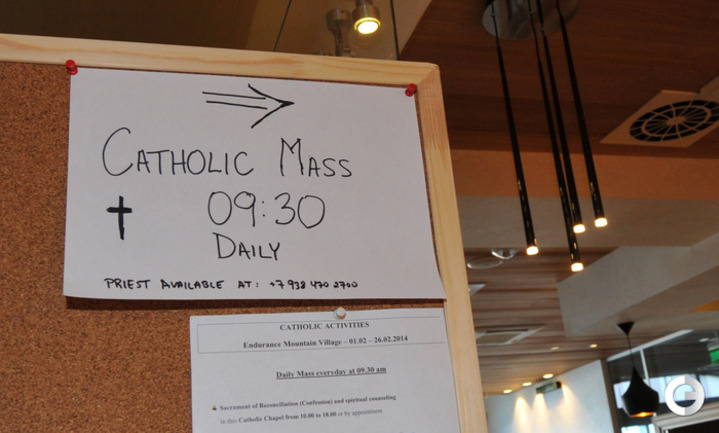 CATHOLIC MASS
09:30
DAILY
PRIEST AVAILABLE AT: +7 938 470 2700
CATHOLIC ACTIVITIES
Endurance Mountain Village – 01.02 – 26.02.2014
Daily Mass everyday at 09.30 am
Sacrament of Reconciliation (Confession) and spiritual counseling
in this Catholic Chapel from 10.00 to 18.00 or by appointment